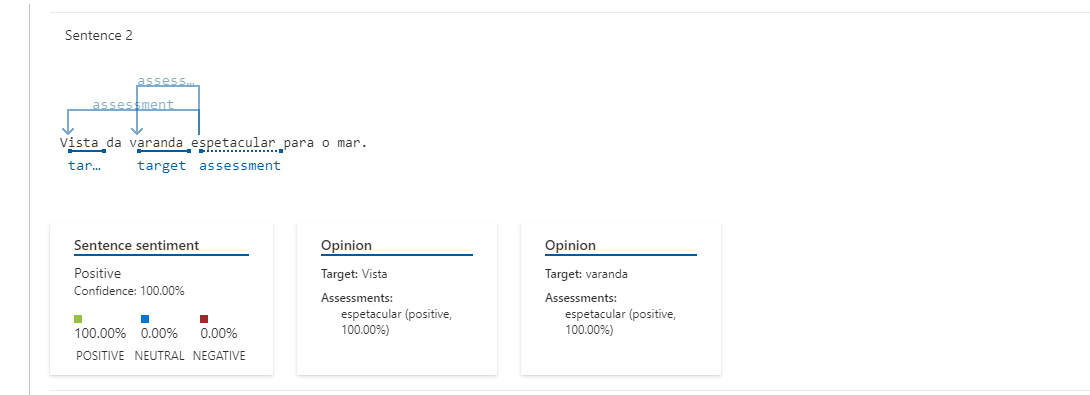 Sentence 2
assess…
assessment
Vista da varanda espetacular para o mar.
tar… target assessment
Sentence sentiment
Positive
Confidence: 100.00%
100.00% 0.00% 0.00%
POSITIVE NEUTRAL NEGATIVE
Opinion
Target: Vista
Assessments:
espetacular (positive,
100.00%)
Opinion
Target: varanda
Assessments:
espetacular (positive,
100.00%)